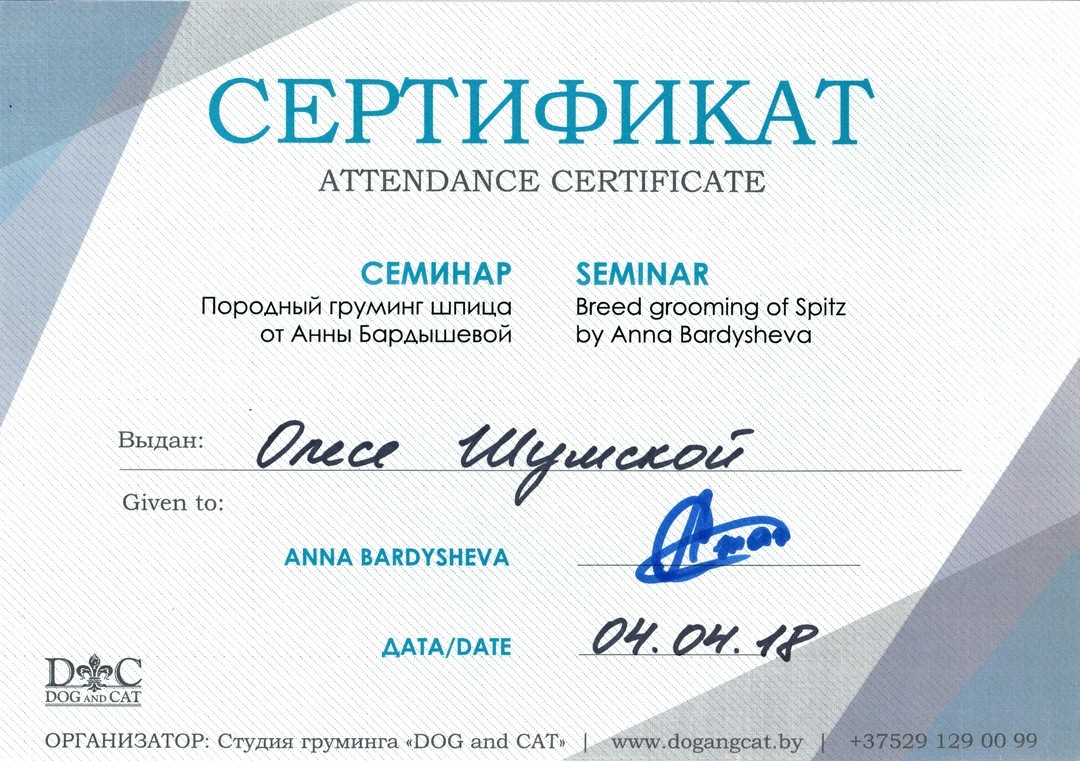 СЕРТИФИКАТ
ATTENDANCE CERTIFICATE
СЕМИНАР
Породный груминг шпица
от Анны Бардышевой
SEMINAR
Breed grooming of Spitz
by Anna Bardysheva
Выдан: Олесе Шумской
Given to:
ANNA BARDYSHEVA
ДАТА/DATE 04.04.18
D C
DOG AND CAT
ОРГАНИЗАТОР: Студия груминга «DOG and CAT» | www.dogangcat.by | +37529 129 00 99